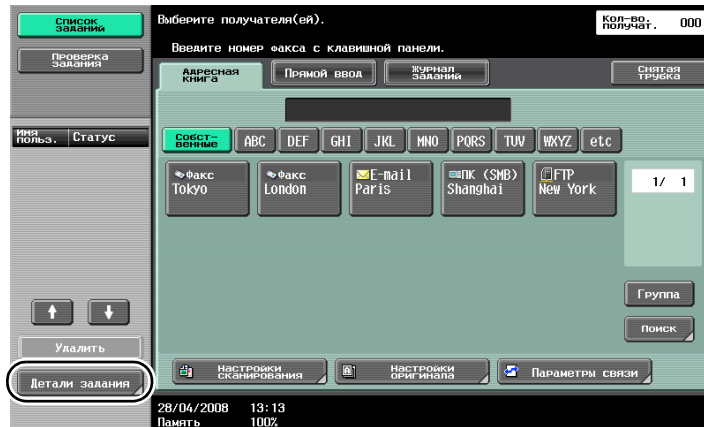 Список
заданий
Проверка
задания
Имя
польз.
Статус
Удалить
Детали задания
Выберите получателя(ей).
Введите номер факса с клавишной панели.
Кол-во.
получат.
000
Адресная
книга
Прямой ввод
Журнал
заданий
Снятая
трубка
Собст-
венные
ABC
DEF
GHI
JKL
MNO
PQRS
TUV
WXYZ
etc
Факс
Tokyo
Факс
London
E-mail
Paris
ПК (SMB)
Shanghai
FTP
New York
1/ 1
Группа
Поиск
Настройки
сканирования
Настройки
оригинала
Параметры связи
28/04/2008 13:13
Память 100%